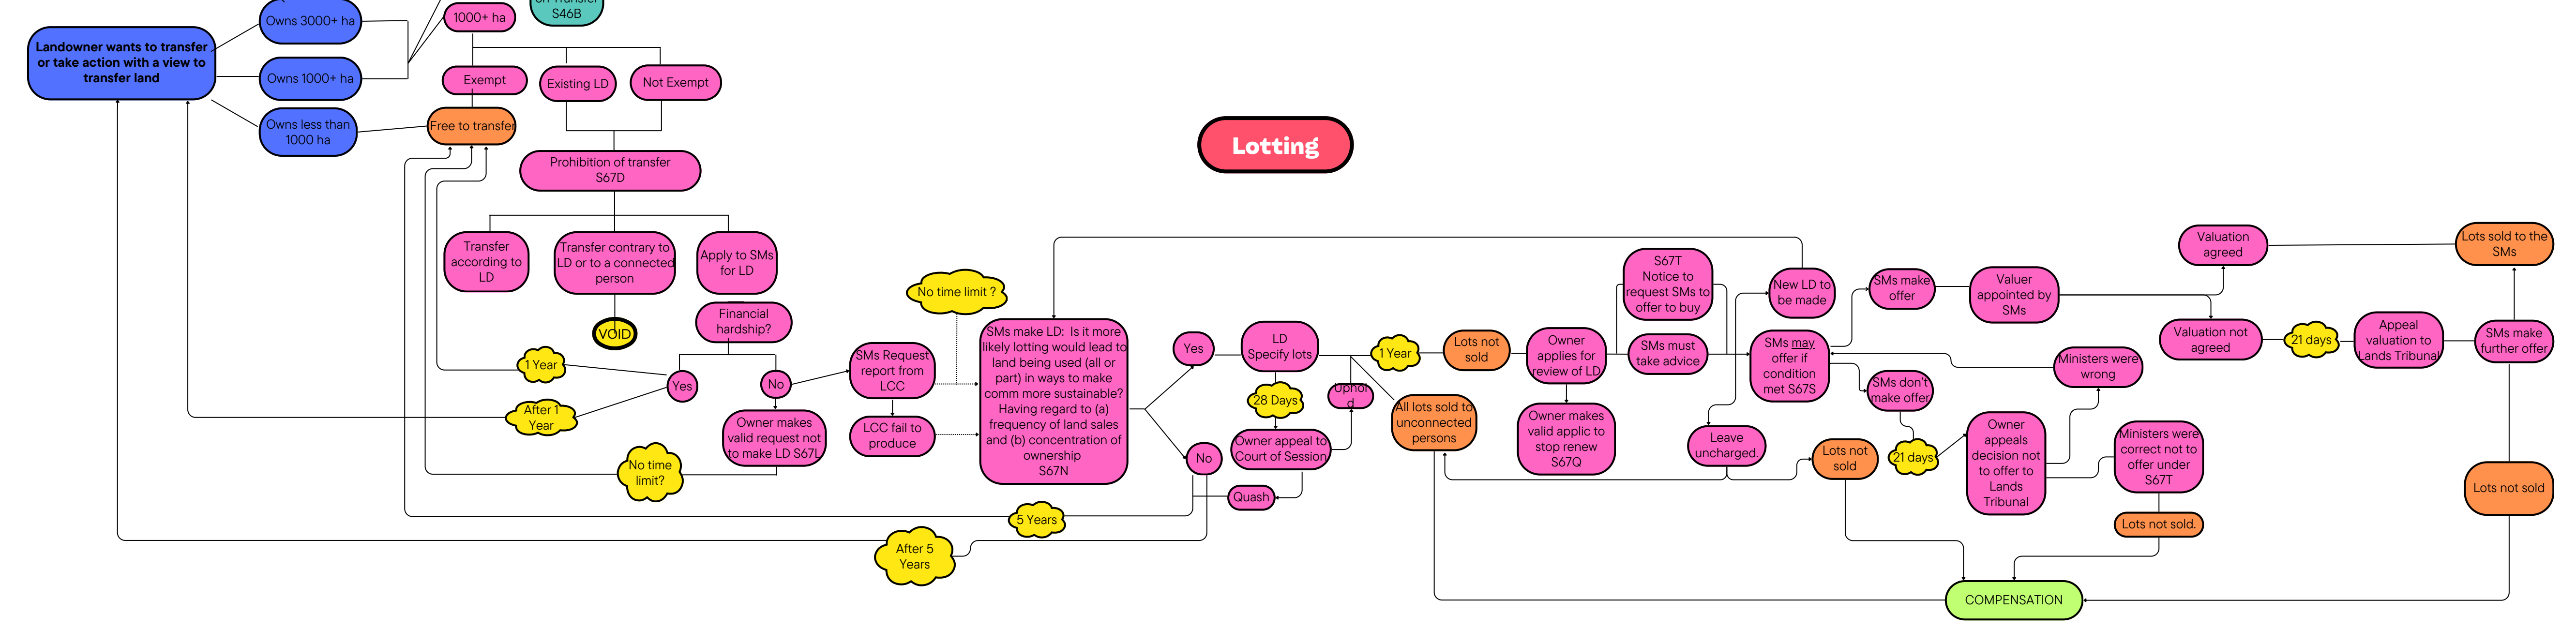 Owns 3000+ ha
1000+ ha
on Transfer
S46B
Landowner wants to transfer
or take action with a view to
transfer land
Owns 1000+ ha
Exempt
Existing LD
Not Exempt
Owns less than
1000 ha
Free to transfer
Lotting
Prohibition of transfer
S67D
Transfer
according to
LD
Transfer contrary to
LD or to a connected
person
Apply to SMs
for LD
VOID
Financial
hardship?
1 Year
Yes
No
After 1
Year
Owner makes
valid request not
to make LD S67L
No time
limit?
SMs Request
report from
LCC
LCC fail to
produce
No time limit ?
SMs make LD: Is it more
likely lotting would lead to
land being used (all or
part) in ways to make
comm more sustainable?
Having regard to (a)
frequency of land sales
and (b) concentration of
ownership
S67N
Yes
No
LD
Specify lots
28 Days
Owner appeal to
Court of Session
Uphol
d
Quash
5 Years
After 5
Years
1 Year
All lots sold to
unconnected
persons
Lots not
sold
Owner
applies for
review of LD
Owner makes
valid applic to
stop renew
S67Q
S67T
Notice to
request SMs to
offer to buy
SMs must
take advice
New LD to
be made
SMs may
offer if
condition
met S67S
Leave
uncharged.
Lots not
sold
SMs make
offer
Valuer
appointed by
SMs
SMs don't
make offer
21 days
Owner
appeals
decision not
to offer to
Lands
Tribunal
Ministers were
wrong
Ministers were
correct not to
offer under
S67T
Lots not sold.
Valuation
agreed
Valuation not
agreed
21 days
Appeal
valuation to
Lands Tribunal
SMs make
further offer
Lots sold to the
SMs
Lots not sold
COMPENSATION